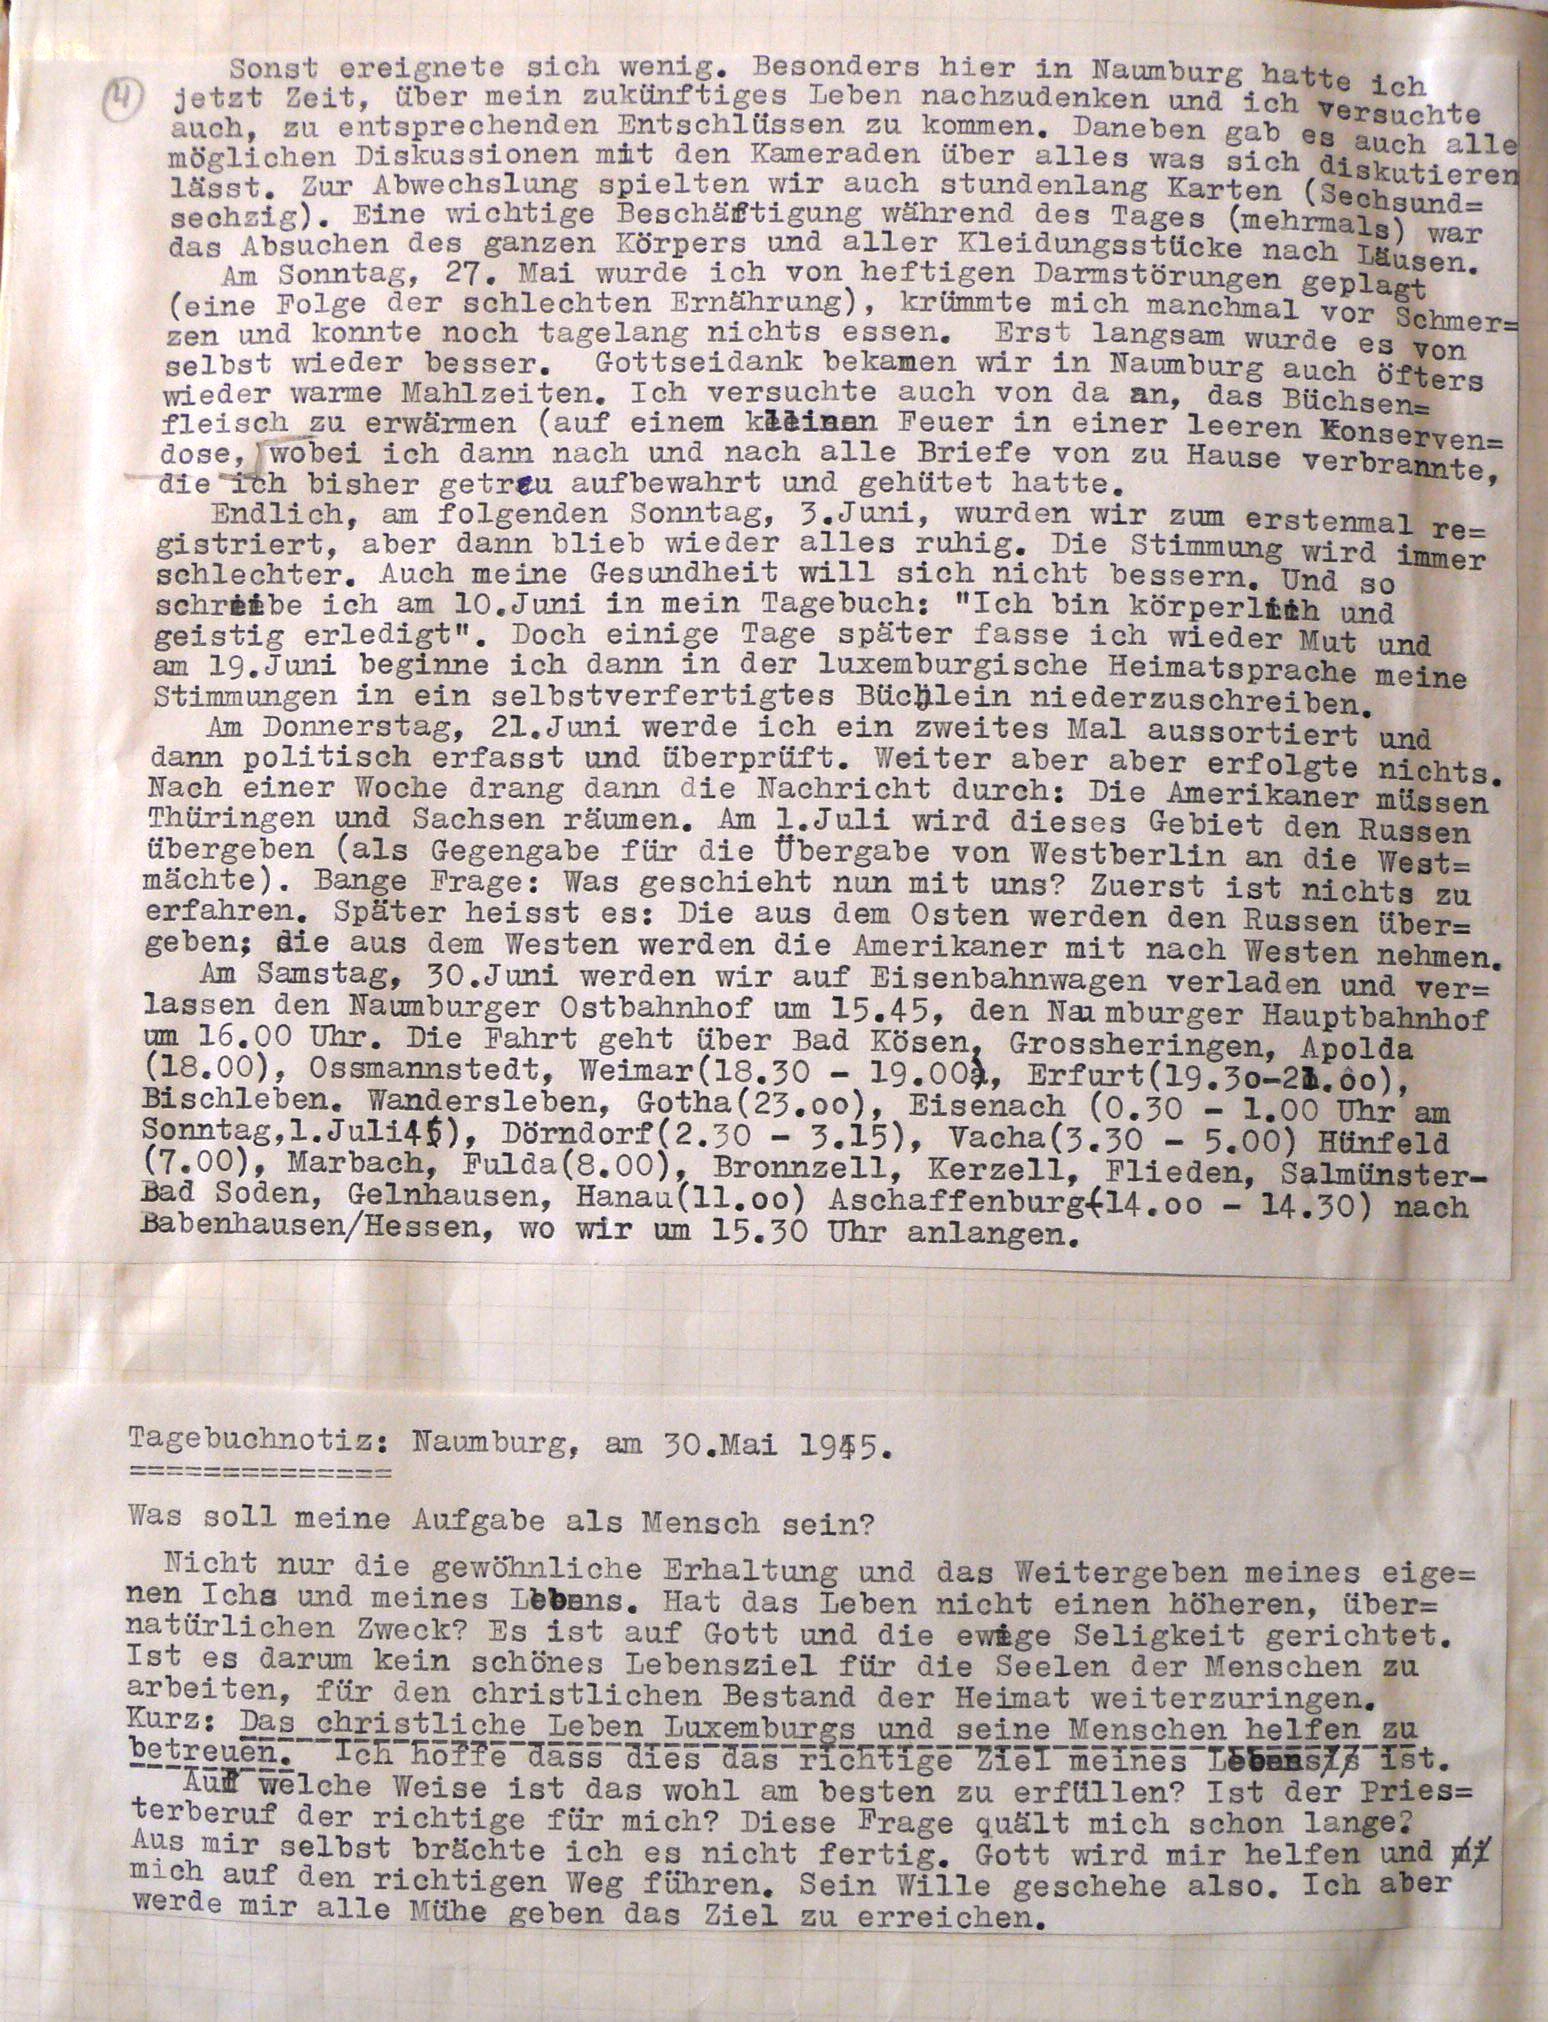 4
Sonst ereignete sich wenig. Besonders hier in Naumburg hatte ich
jetzt Zeit, über mein zukünftiges Leben nachzudenken und ich versuchte
auch, zu entsprechenden Entschlüssen zu kommen. Daneben gab es auch alle
möglichen Diskussionen mit den Kameraden über alles was sich diskutieren
lässt. Zur Abwechslung spielten wir auch stundenlang Karten (Sechsund=
sechzig). Eine wichtige Beschäftigung während des Tages (mehrmals) war
das Absuchen des ganzen Körpers und aller Kleidungsstücke nach Läusen.
Am Sonntag, 27. Mai wurde ich von heftigen Darmstörungen geplagt
(eine Folge der schlechten Ernährung), krümmte mich manchmal vor Schmer=
zen und konnte noch tagelang nichts essen. Erst langsam wurde es von
selbst wieder besser. Gottseidank bekamen wir in Naumburg auch öfters
wieder warme Mahlzeiten. Ich versuchte auch von da an, das Büchsen=
fleisch zu erwärmen (auf einem kleinen Feuer in einer leeren Konserven=
dose, wobei ich dann nach und nach alle Briefe von zu Hause verbrannte,
die ich bisher getreu aufbewahrt und gehütet hatte.
Endlich, am folgenden Sonntag, 3.Juni, wurden wir zum erstenmal re=
gistriert, aber dann blieb wieder alles ruhig. Die Stimmung wird immer
schlechter. Auch meine Gesundheit will sich nicht bessern. Und so
schreibe ich am 10.Juni in mein Tagebuch: "Ich bin körperlich und
geistig erledigt". Doch einige Tage später fasse ich wieder Mut und
am 19.Juni beginne ich dann in der luxemburgische Heimatsprache meine
Stimmungen in ein selbstverfertigtes Büchlein niederzuschreiben.
Am Donnerstag, 21.Juni werde ich ein zweites Mal aussortiert und
dann politisch erfasst und überprüft. Weiter aber aber erfolgte nichts.
Nach einer Woche drang dann die Nachricht durch: Die Amerikaner müssen
Thüringen und Sachsen räumen. Am 1.Juli wird dieses Gebiet den Russen
übergeben (als Gegengabe für die Übergabe von Westberlin an die West=
mächte). Bange Frage: Was geschieht nun mit uns? Zuerst ist nichts zu
erfahren. Später heisst es: Die aus dem Osten werden den Russen über=
geben; die aus dem Westen werden die Amerikaner mit nach Westen nehmen.
Am Samstag, 30.Juni werden wir auf Eisenbahnwagen verladen und ver=
lassen den Naumburger Ostbahnhof um 15.45, den Naumburger Hauptbahnhof
um 16.00 Uhr. Die Fahrt geht über Bad Kösen, Grossheringen, Apolda
(18.00), Ossmannstedt, Weimar(18.30 - 19.00), Erfurt(19.30-21.00),
Bischleben. Wandersleben, Gotha(23.00), Eisenach (0.30 - 1.00 Uhr am
Sonntag,1.Juli45), Dörndorf(2.30 - 3.15), Vacha(3.30 - 5.00) Hünfeld
(7.00), Marbach, Fulda(8.00), Bronnzell, Kerzell, Flieden, Salmünster-
Bad Soden, Gelnhausen, Hanau(11.00) Aschaffenburg(14.00 - 14.30) nach
Babenhausen/Hessen, wo wir um 15.30 Uhr anlangen.
Tagebuchnotiz: Naumburg, am 30.Mai 1945.
==============
Was soll meine Aufgabe als Mensch sein?
Nicht nur die gewöhnliche Erhaltung und das Weitergeben meines eige=
nen Ichs und meines Lebens. Hat das Leben nicht einen höheren, über=
natürlichen Zweck? Es ist auf Gott und die ewige Seligkeit gerichtet.
Ist es darum kein schönes Lebensziel für die Seelen der Menschen zu
arbeiten, für den christlichen Bestand der Heimat weiterzuringen.
Kurz: Das christliche Leben Luxemburgs und seine Menschen helfen zu
betreuen. Ich hoffe dass dies das richtige Ziel meines Lebens ist.
Auf welche Weise ist das wohl am besten zu erfüllen? Ist der Pries=
terberuf der richtige für mich? Diese Frage quält mich schon lange?
Aus mir selbst brächte ich es nicht fertig. Gott wird mir helfen und
mich auf den richtigen Weg führen. Sein Wille geschehe also. Ich aber
werde mir alle Mühe geben das Ziel zu erreichen.